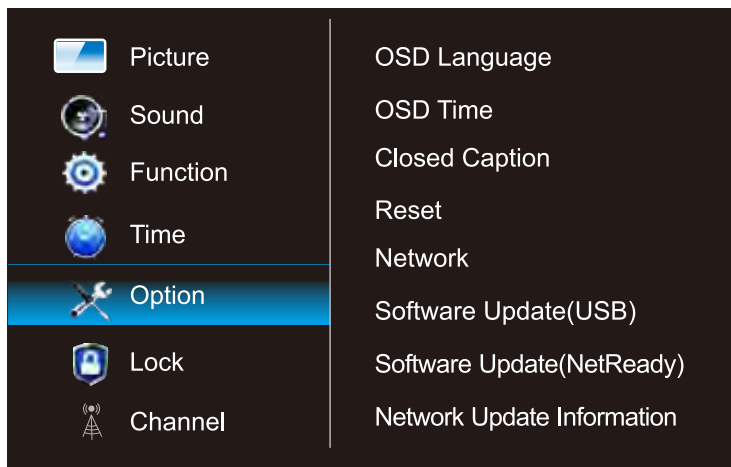 Picture
Sound
Function
Time
Option
Lock
Channel
OSD Language
OSD Time
Closed Caption
Reset
Network
Software Update(USB)
Software Update(NetReady)
Network Update Information